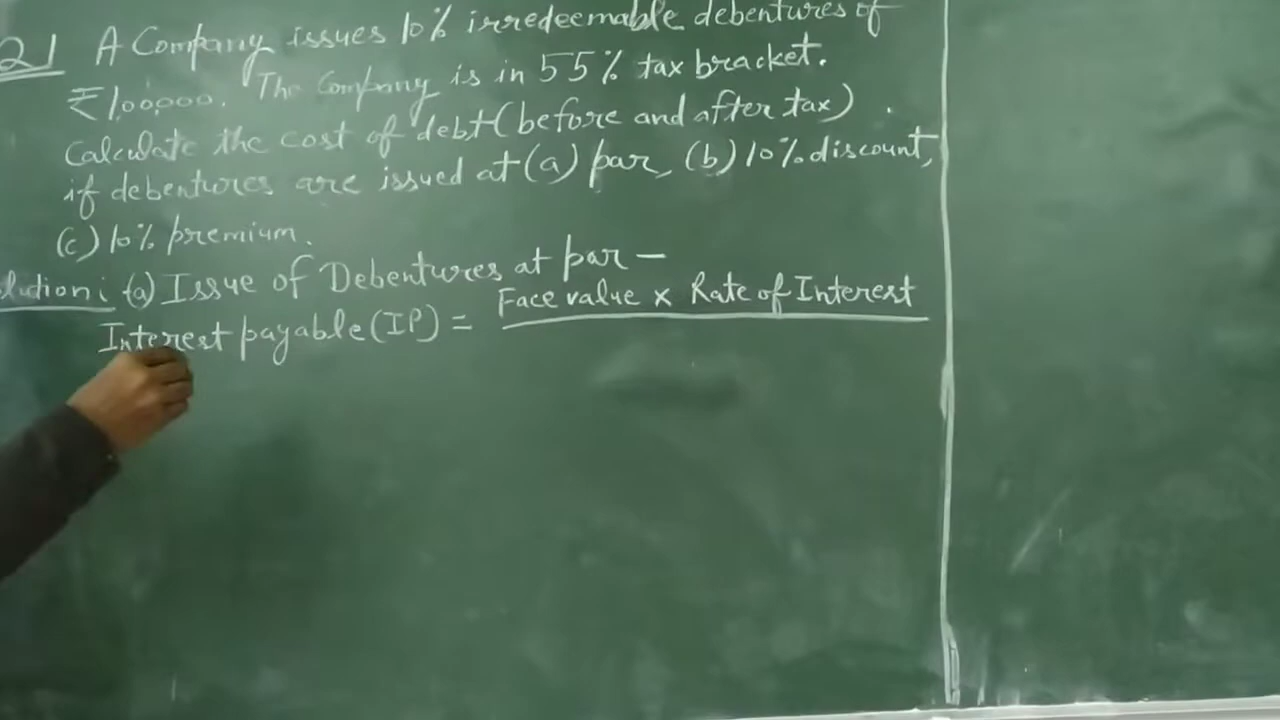 Q1 A Company issues 10% irredeemable debentures of
₹1,00,000. The Company is in 55% tax bracket.
Calculate the cost of debt (before and after tax)
if debentures are issued at (a) par, (b) 10% discount,
(c) 10% premium.
lution: (a) Issue of Debentures at par —
Interest payable (IP) = Face value x Rate of Interest